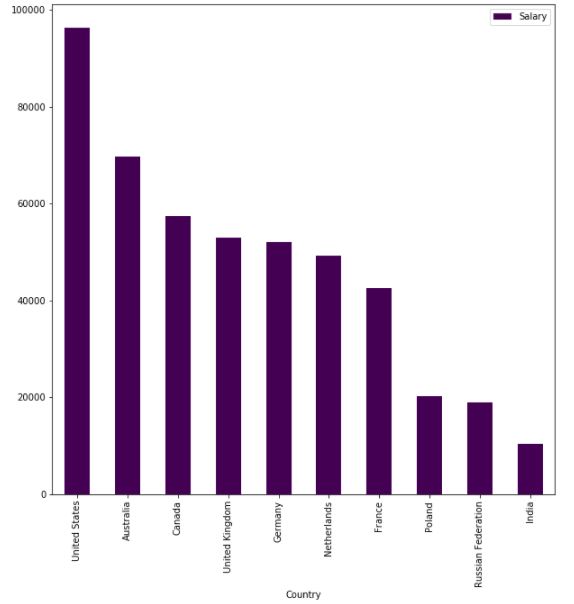 100000
80000
60000
40000
20000
0
Salary
United States
Australia
Canada
United Kingdom
Germany
Netherlands
France
Poland
Russian Federation
India
Country